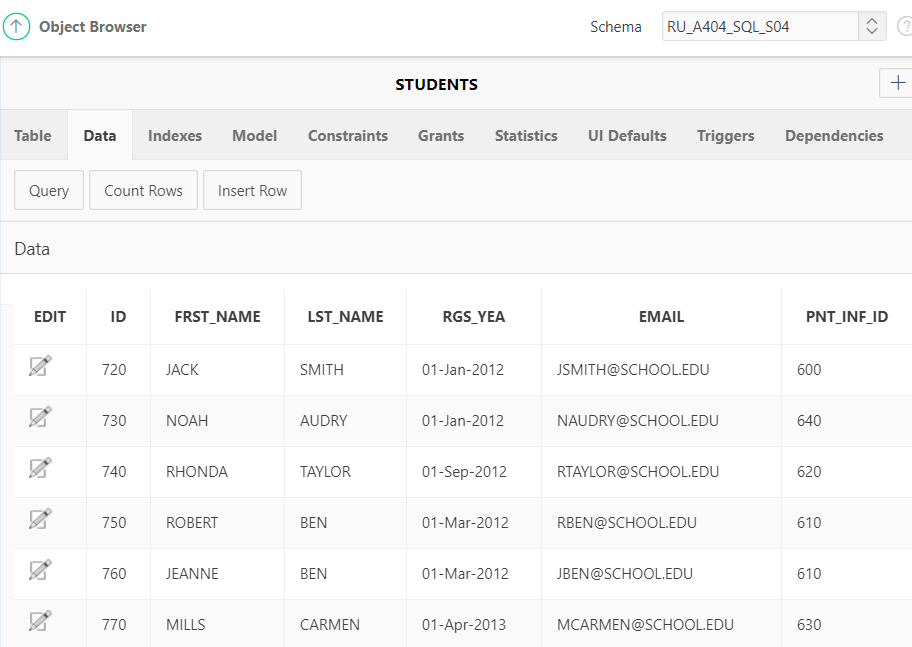 Object Browser Schema RU_A404_SQL_S04
STUDENTS
Table Data Indexes Model Constraints Grants Statistics UI Defaults Triggers Dependencies
Query Count Rows Insert Row
Data
EDIT ID FRST_NAME LST_NAME RGS_YEA EMAIL PNT_INF_ID
720 JACK SMITH 01-Jan-2012 JSMITH@SCHOOL.EDU 600
730 NOAH AUDRY 01-Jan-2012 NAUDRY@SCHOOL.EDU 640
740 RHONDA TAYLOR 01-Sep-2012 RTAYLOR@SCHOOL.EDU 620
750 ROBERT BEN 01-Mar-2012 RBEN@SCHOOL.EDU 610
760 JEANNE BEN 01-Mar-2012 JBEN@SCHOOL.EDU 610
770 MILLS CARMEN 01-Apr-2013 MCARMEN@SCHOOL.EDU 630